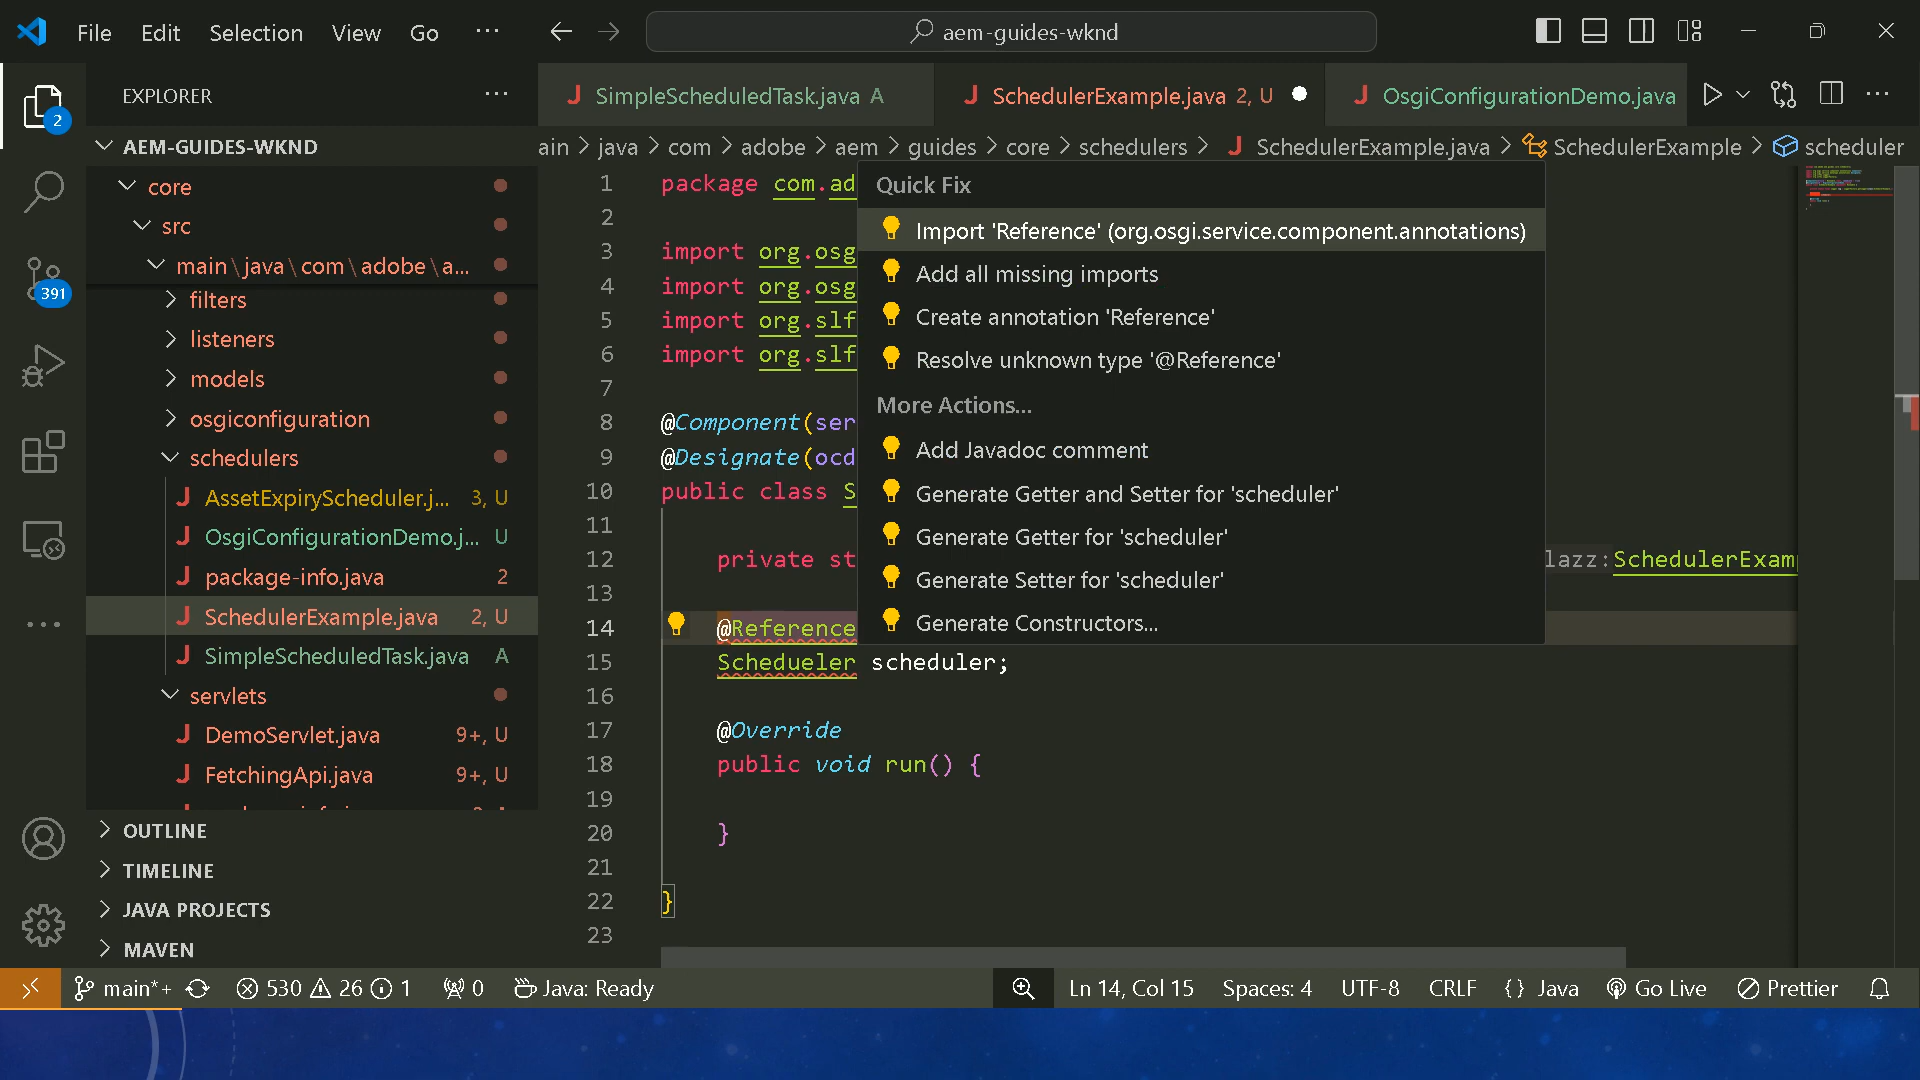 File Edit Selection View Go ···
aem-guides-wknd
EXPLORER
SimpleScheduledTask.java A
SchedulerExample.java 2, U
OsgiConfigurationDemo.java
2
391
AEM-GUIDES-WKND
ain > java > com > adobe > aem > guides > core > schedulers > SchedulerExample.java > SchedulerExample > scheduler
core
src
main\java\com\adobe\a...
filters
listeners
models
osgiconfiguration
schedulers
AssetExpiryScheduler.j... 3, U
OsgiConfigurationDemo.j... U
package-info.java 2
SchedulerExample.java 2, U
SimpleScheduledTask.java A
servlets
DemoServlet.java 9+, U
FetchingApi.java 9+, U
OUTLINE
TIMELINE
JAVA PROJECTS
MAVEN
1 package com.ad
2
3 import org.osg
4 import org.osg
5 import org.slf
6 import org.slf
7
8 @Component(ser
9 @Designate(ocd
10 public class S
11
12 private st lazz:SchedulerExam
13
14 @Reference
15 Schedueler scheduler;
16
17 @Override
18 public void run() {
19
20 }
21
22 }
23
Quick Fix
Import 'Reference' (org.osgi.service.component.annotations)
Add all missing imports
Create annotation 'Reference'
Resolve unknown type '@Reference'
More Actions...
Add Javadoc comment
Generate Getter and Setter for 'scheduler'
Generate Getter for 'scheduler'
Generate Setter for 'scheduler'
Generate Constructors...
main*+ 530 26 1 0 Java: Ready Ln 14, Col 15 Spaces: 4 UTF-8 CRLF {} Java Go Live Prettier